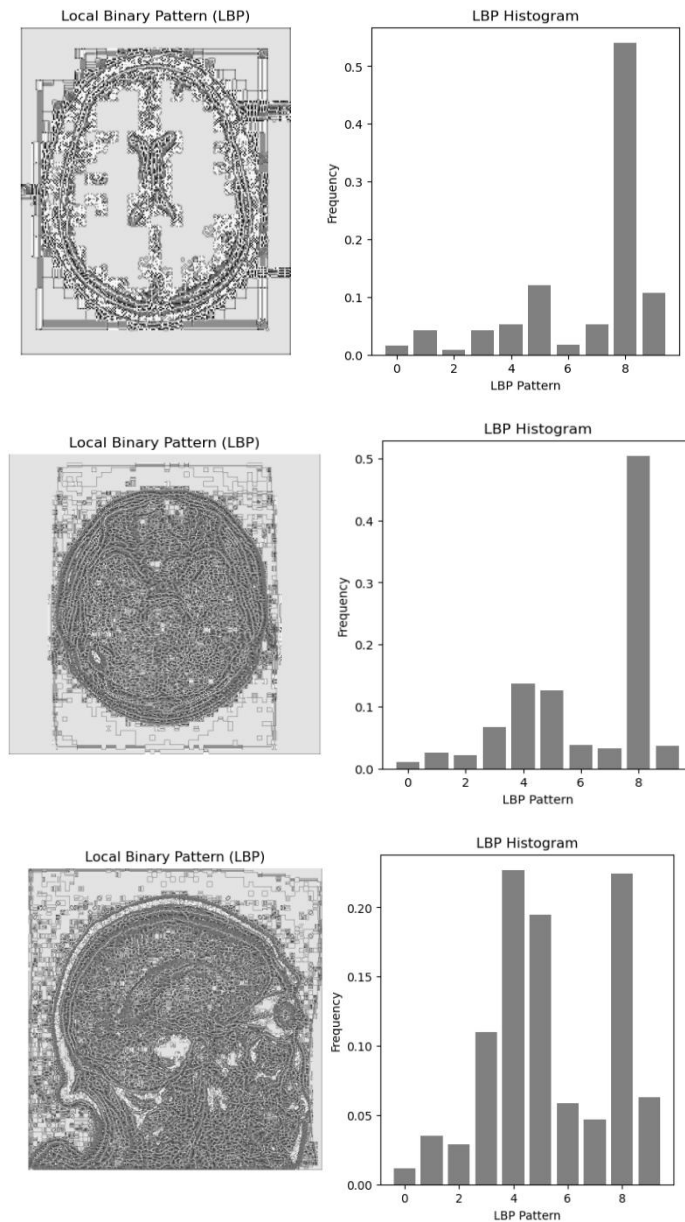 Local Binary Pattern (LBP)
LBP Histogram
Frequency
0.5
0.4
0.3
0.2
0.1
0.0
0 2 4 6 8
LBP Pattern
Local Binary Pattern (LBP)
LBP Histogram
Frequency
0.5
0.4
0.3
0.2
0.1
0.0
0 2 4 6 8
LBP Pattern
Local Binary Pattern (LBP)
LBP Histogram
Frequency
0.20
0.15
0.10
0.05
0.00
0 2 4 6 8
LBP Pattern